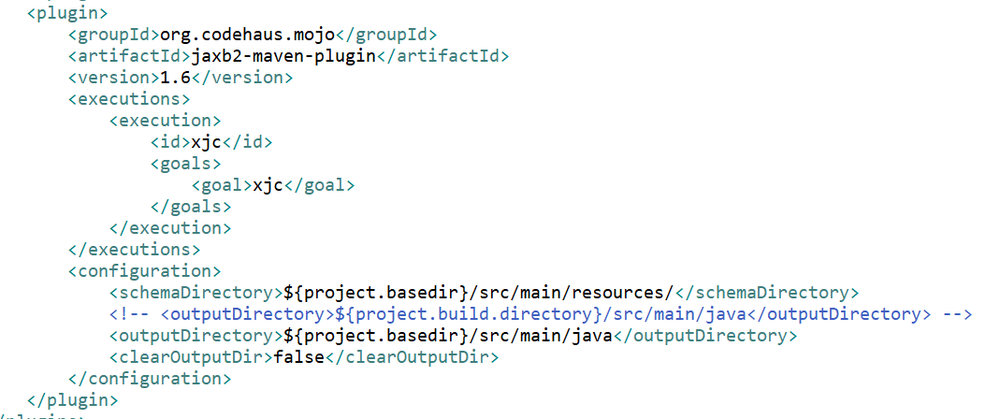 <plugin>
<groupId>org.codehaus.mojo</groupId>
<artifactId>jaxb2-maven-plugin</artifactId>
<version>1.6</version>
<executions>
<execution>
<id>xjc</id>
<goals>
<goal>xjc</goal>
</goals>
</execution>
</executions>
<configuration>
<schemaDirectory>${project.basedir}/src/main/resources/</schemaDirectory>
<!-- <outputDirectory>${project.build.directory}/src/main/java</outputDirectory> -->
<outputDirectory>${project.basedir}/src/main/java</outputDirectory>
<clearOutputDir>false</clearOutputDir>
</configuration>
</plugin>